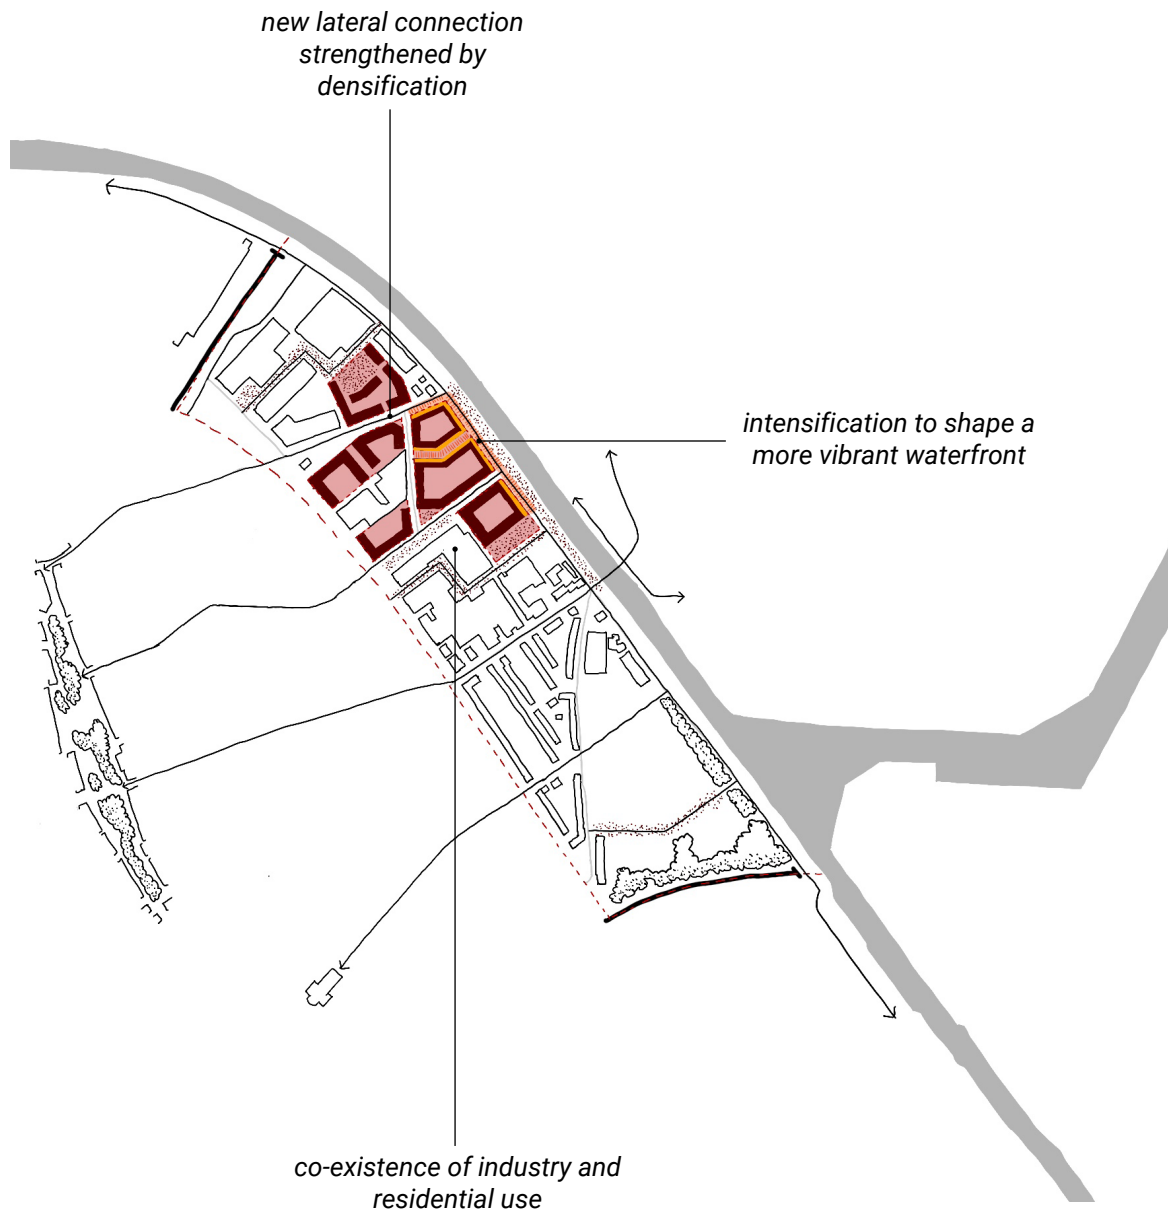 new lateral connection
strengthened by
densification
intensification to shape a
more vibrant waterfront
co-existence of industry and
residential use